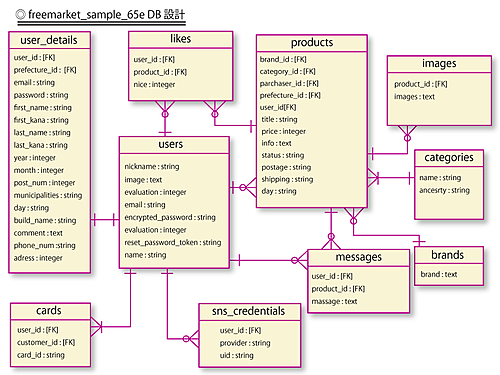 ◎ freemarket_sample_65e DB 設計
user_details
user_id : [FK]
prefecture_id : [FK]
email : string
password : string
first_name : string
first_kana : string
last_name : string
last_kana : string
year : integer
month : integer
post_num : integer
municipalities : string
day : string
build_name : string
comment : text
phone_num : string
adress : integer
likes
user_id : [FK]
product_id : [FK]
nice : integer
products
brand_id : [FK]
category_id : [FK]
parchaser_id : [FK]
prefecture_id : [FK]
user_id[FK]
title : string
price : integer
info : text
status : string
postage : string
shipping : string
day : string
images
product_id : [FK]
images : text
users
nickname : string
image : text
evaluation : integer
email : string
encrypted_password : string
evaluation : integer
reset_password_token : string
name : string
categories
name : string
ancesrty : string
brands
brand : text
messages
user_id : [FK]
product_id : [FK]
massage : text
cards
user_id : [FK]
customer_id : [FK]
card_id : string
sns_credentials
user_id : [FK]
provider : string
uid : string